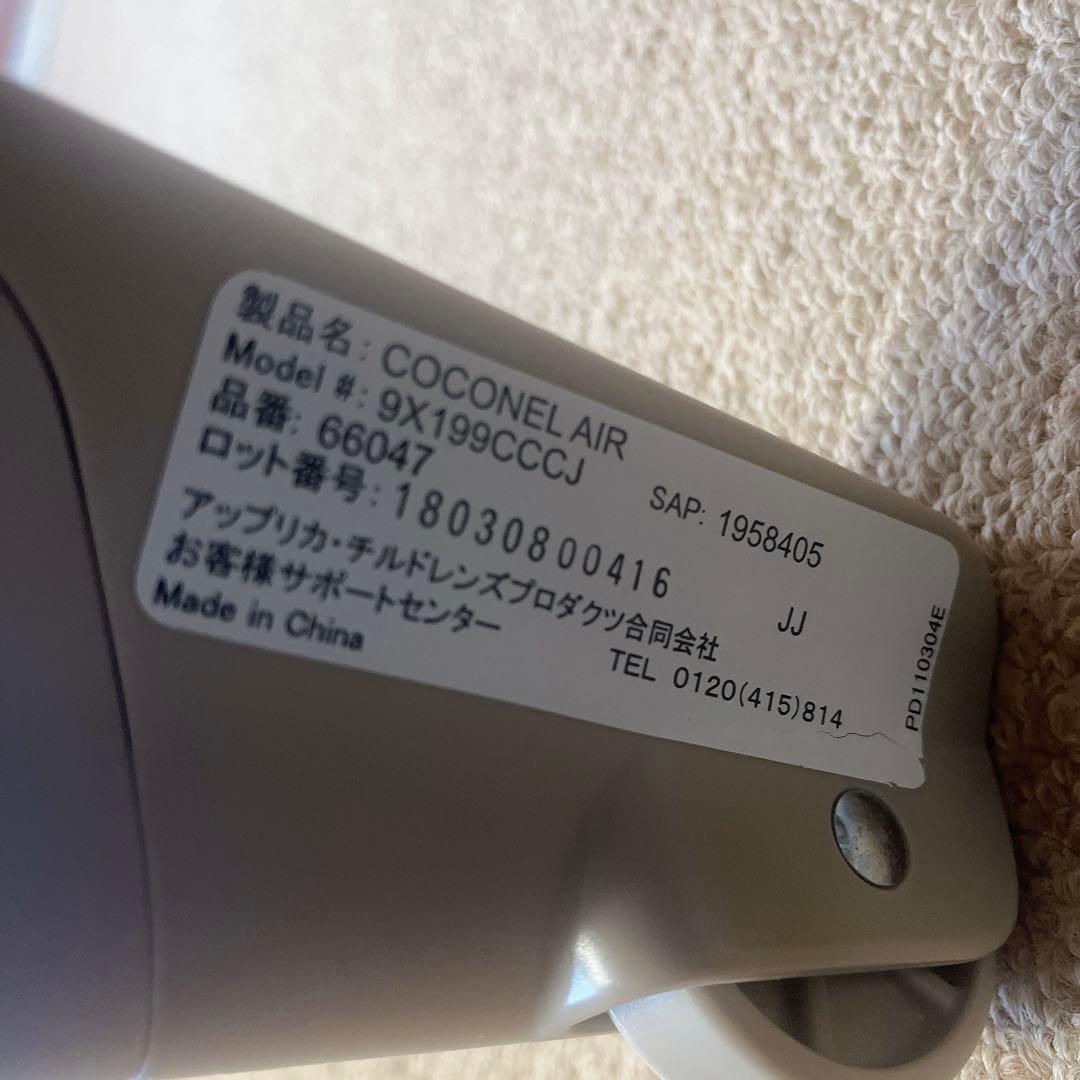 製品名: COCONEL AIR
Model #: 9X199CCCJ
SAP: 1958405
品番: 66047
ロット番号: 18030800416
JJ
アップリカ・チルドレンズプロダクツ合同会社
お客様サポートセンター TEL 0120(415)814
Made in China
PD110304E